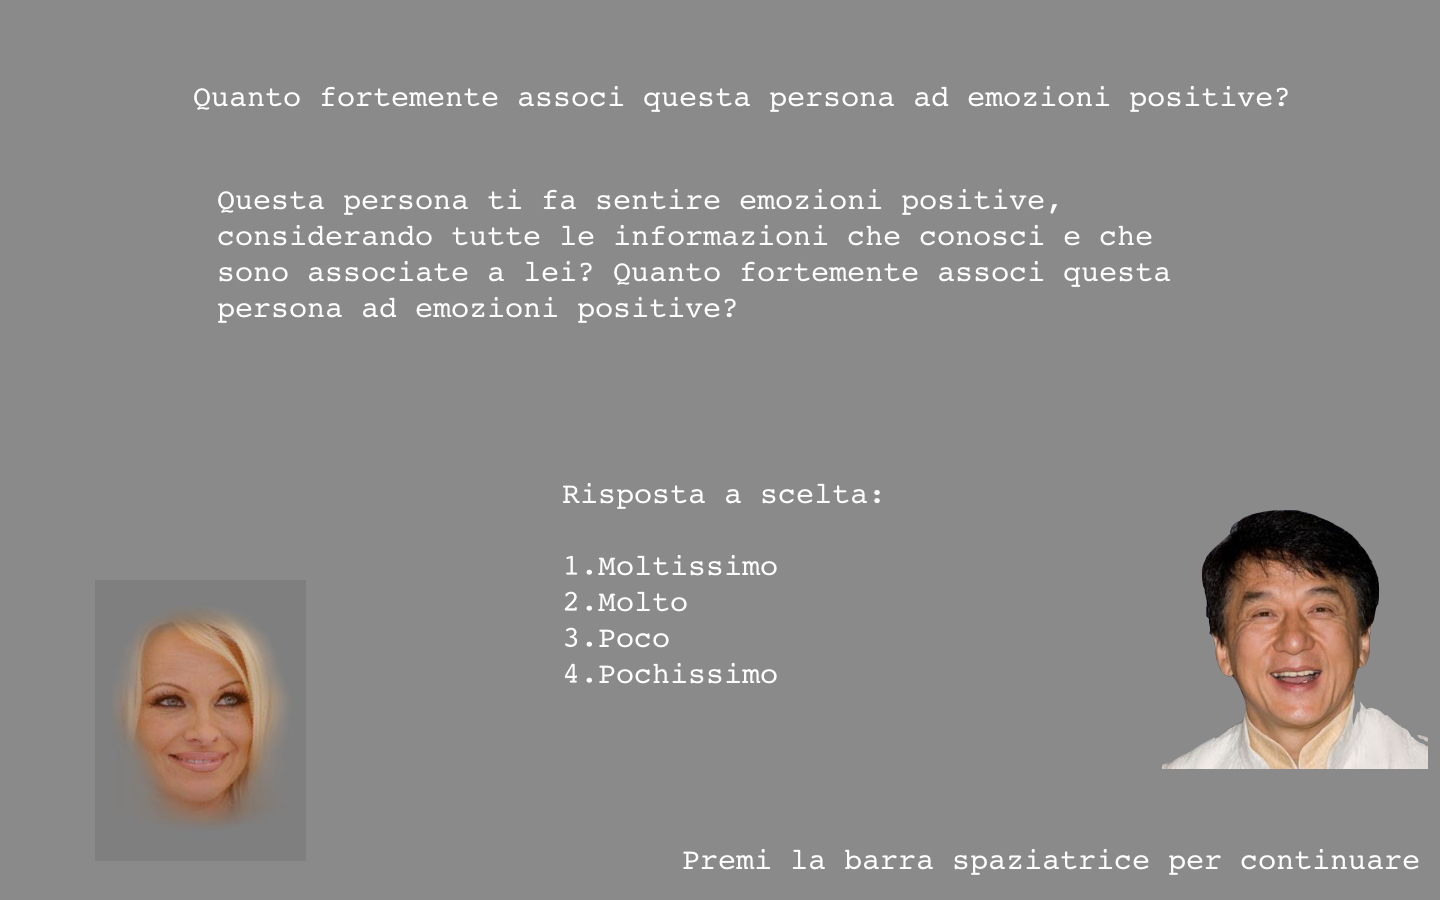 Quanto fortemente associ questa persona ad emozioni positive?
Questa persona ti fa sentire emozioni positive,
considerando tutte le informazioni che conosci e che
sono associate a lei? Quanto fortemente associ questa
persona ad emozioni positive?
Risposta a scelta:
1.Moltissimo
2.Molto
3.Poco
4.Pochissimo
Premi la barra spaziatrice per continuare